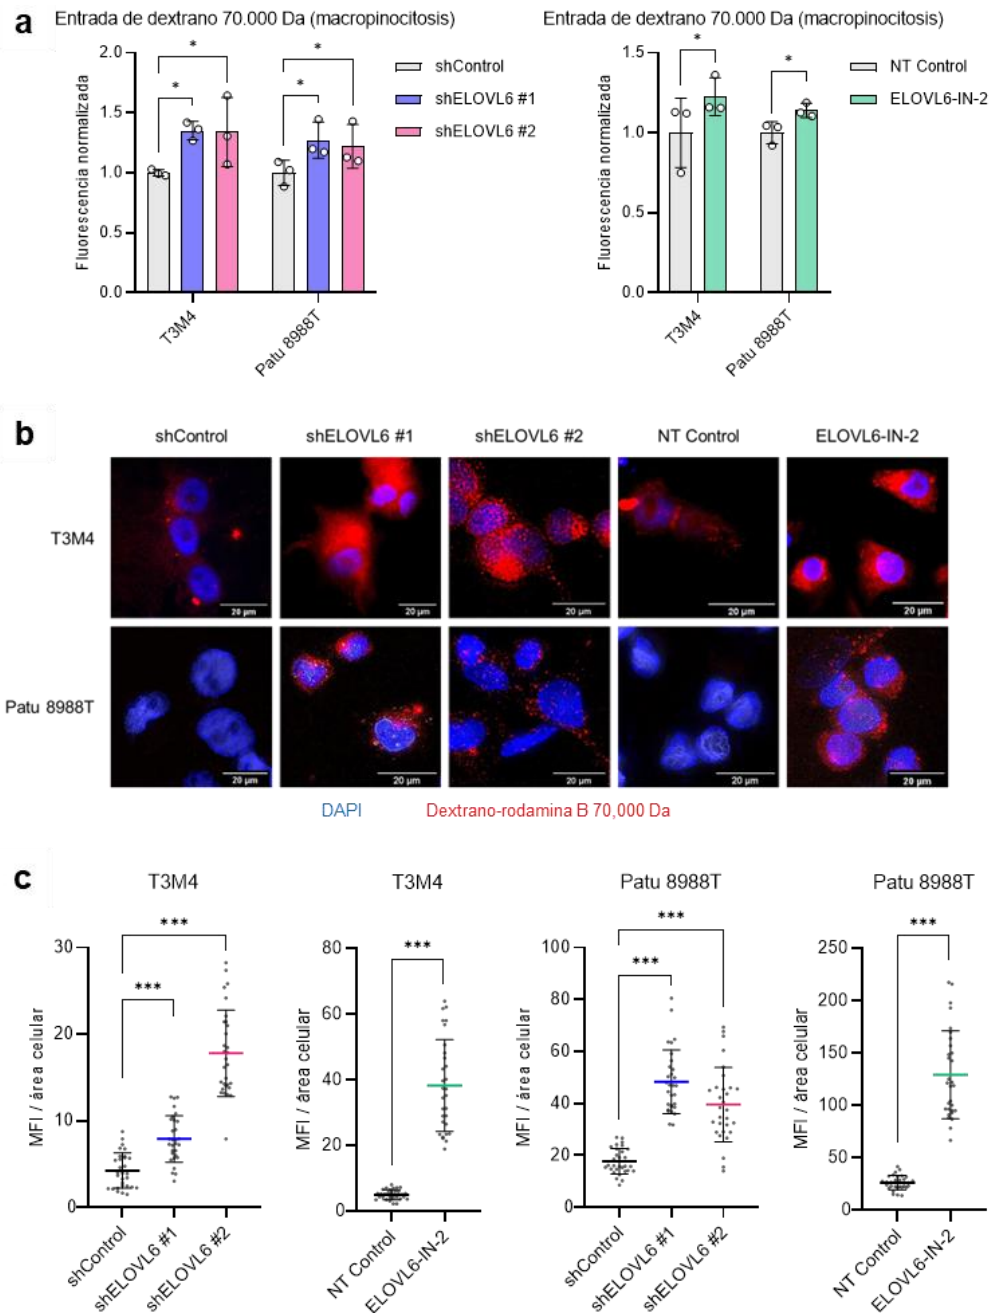 a
Entrada de dextrano 70.000 Da (macropinocitosis)
Fluorescencia normalizada
2.0
1.5
1.0
0.5
0.0
* * * *
T3M4
Patu 8988T
shControl
shELOVL6 #1
shELOVL6 #2
Entrada de dextrano 70.000 Da (macropinocitosis)
Fluorescencia normalizada
1.5
1.0
0.5
0.0
* *
T3M4
Patu 8988T
NT Control
ELOVL6-IN-2
b
shControl shELOVL6 #1 shELOVL6 #2 NT Control ELOVL6-IN-2
T3M4
20 µm 20 µm 20 µm 20 µm 20 µm
Patu 8988T
20 µm 20 µm 20 µm 20 µm 20 µm
DAPI Dextrano-rodamina B 70,000 Da
c
T3M4
MFI / área celular
30
20
10
0
*** ***
shControl
shELOVL6 #1
shELOVL6 #2
T3M4
MFI / área celular
80
60
40
20
0
***
NT Control
ELOVL6-IN-2
Patu 8988T
MFI / área celular
100
80
60
40
20
0
*** ***
shControl
shELOVL6 #1
shELOVL6 #2
Patu 8988T
MFI / área celular
250
200
150
100
50
0
***
NT Control
ELOVL6-IN-2